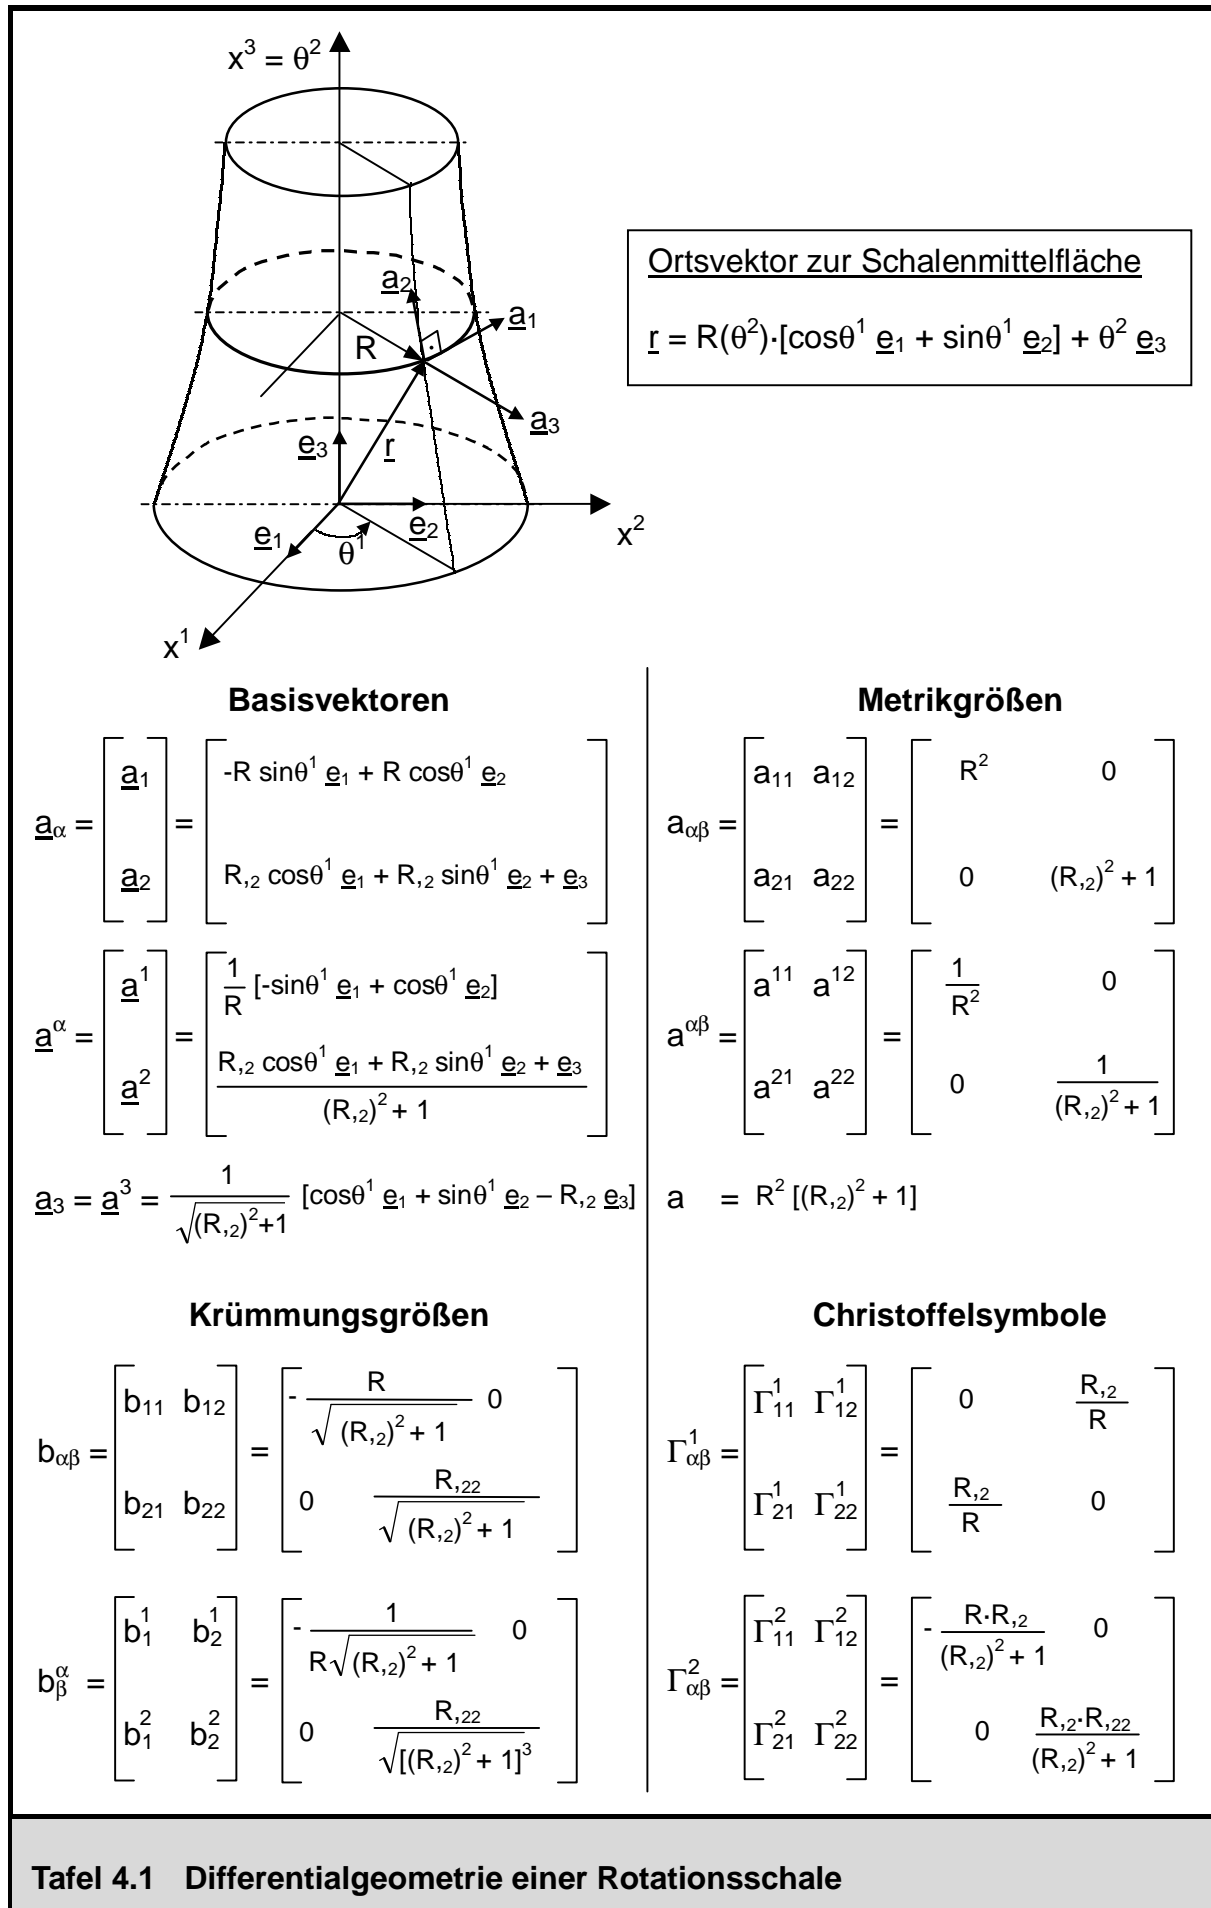 x³ = θ²
a₂
a₁
R
a₃
e₃
r
e₁
e₂
θ¹
x²
x¹
Ortsvektor zur Schalenmittelfläche
r = R(θ²)·[cosθ¹ e₁ + sinθ¹ e₂] + θ² e₃
Basisvektoren
a_α = [a₁; a₂] = [-R sinθ¹ e₁ + R cosθ¹ e₂; R,₂ cosθ¹ e₁ + R,₂ sinθ¹ e₂ + e₃]
a^α = [a¹; a²] = [1/R [-sinθ¹ e₁ + cosθ¹ e₂]; (R,₂ cosθ¹ e₁ + R,₂ sinθ¹ e₂ + e₃)/((R,₂)² + 1)]
a₃ = a³ = 1/√((R,₂)²+1) [cosθ¹ e₁ + sinθ¹ e₂ – R,₂ e₃]
Metrikgrößen
a_αβ = [a₁₁ a₁₂; a₂₁ a₂₂] = [R² 0; 0 (R,₂)² + 1]
a^αβ = [a¹¹ a¹²; a²¹ a²²] = [1/R² 0; 0 1/((R,₂)² + 1)]
a = R² [(R,₂)² + 1]
Krümmungsgrößen
b_αβ = [b₁₁ b₁₂; b₂₁ b₂₂] = [- R/√((R,₂)² + 1) 0; 0 R,₂₂/√((R,₂)² + 1)]
b^α_β = [b¹₁ b¹₂; b²₁ b²₂] = [- 1/(R√((R,₂)² + 1)) 0; 0 R,₂₂/√([(R,₂)² + 1]³)]
Christoffelsymbole
Γ¹_αβ = [Γ¹₁₁ Γ¹₁₂; Γ¹₂₁ Γ¹₂₂] = [0 R,₂/R; R,₂/R 0]
Γ²_αβ = [Γ²₁₁ Γ²₁₂; Γ²₂₁ Γ²₂₂] = [- R·R,₂/((R,₂)² + 1) 0; 0 R,₂·R,₂₂/((R,₂)² + 1)]
Tafel 4.1 Differentialgeometrie einer Rotationsschale